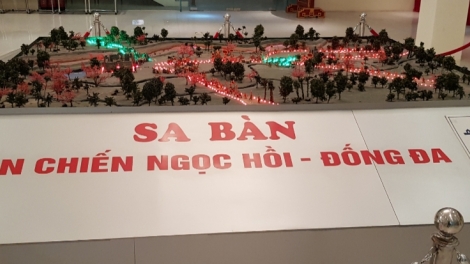 SA BÀN
N CHIẾN NGỌC HỒI - ĐỐNG ĐA